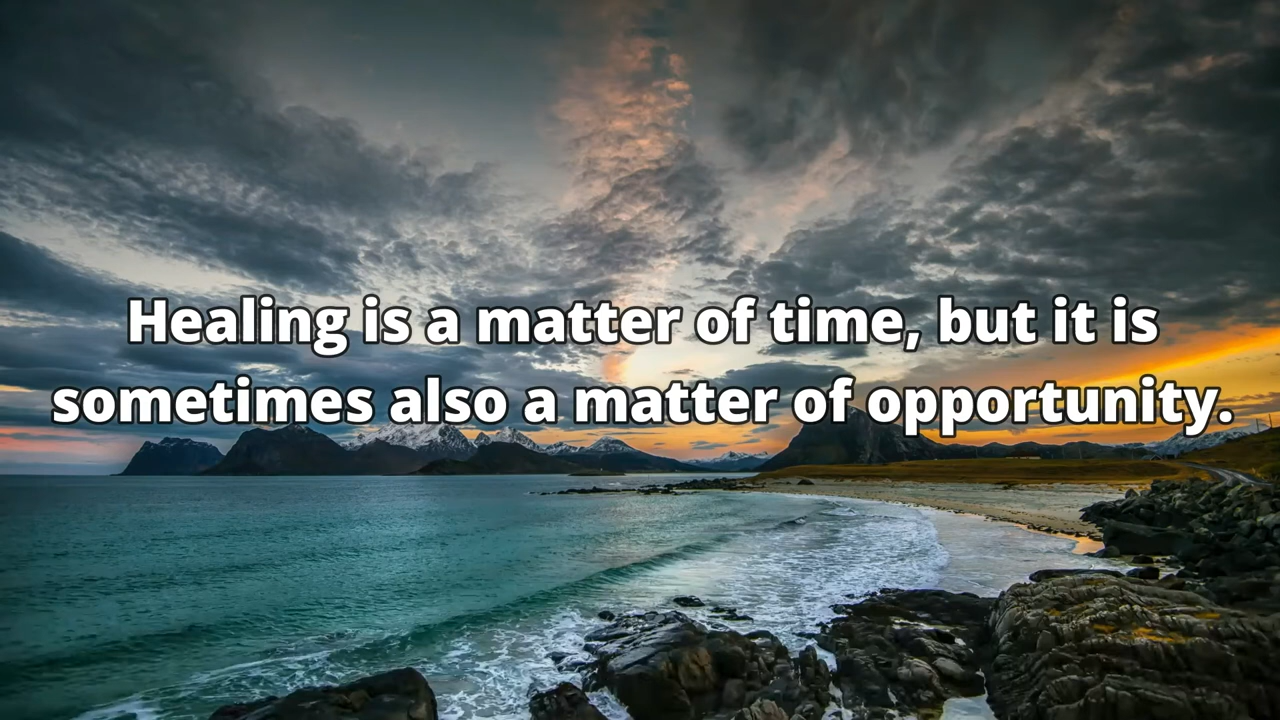 Healing is a matter of time, but it is
sometimes also a matter of opportunity.